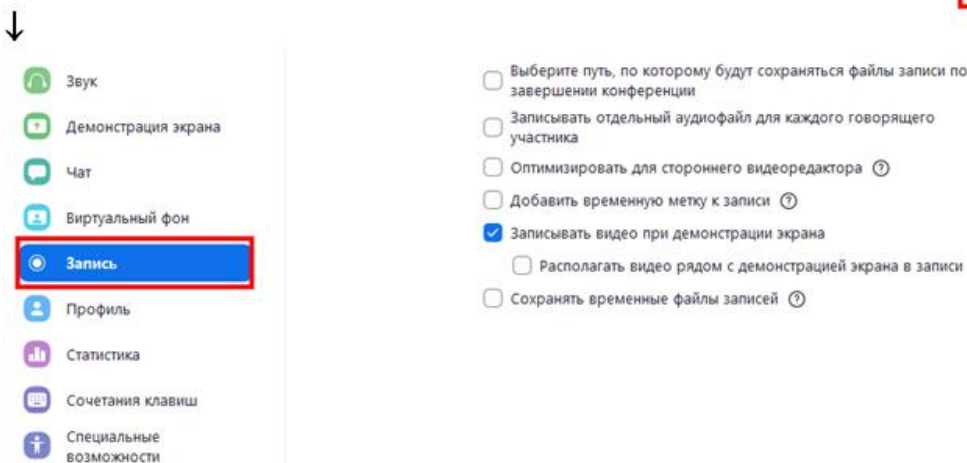 Звук
Демонстрация экрана
Чат
Виртуальный фон
Запись
Профиль
Статистика
Сочетания клавиш
Специальные
возможности
Выберите путь, по которому будут сохраняться файлы записи по
завершении конференции
Записывать отдельный аудиофайл для каждого говорящего
участника
Оптимизировать для стороннего видеоредактора
Добавить временную метку к записи
Записывать видео при демонстрации экрана
Располагать видео рядом с демонстрацией экрана в записи
Сохранять временные файлы записей